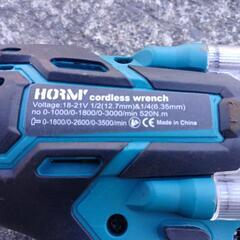 HORM cordless wrench
Voltage:18-21V 1/2(12.7mm)&1/4(6.35mm)
no 0-1000/0-1800/0-3000/min 520N.m
0-1800/0-2600/0-3500/min Made in China